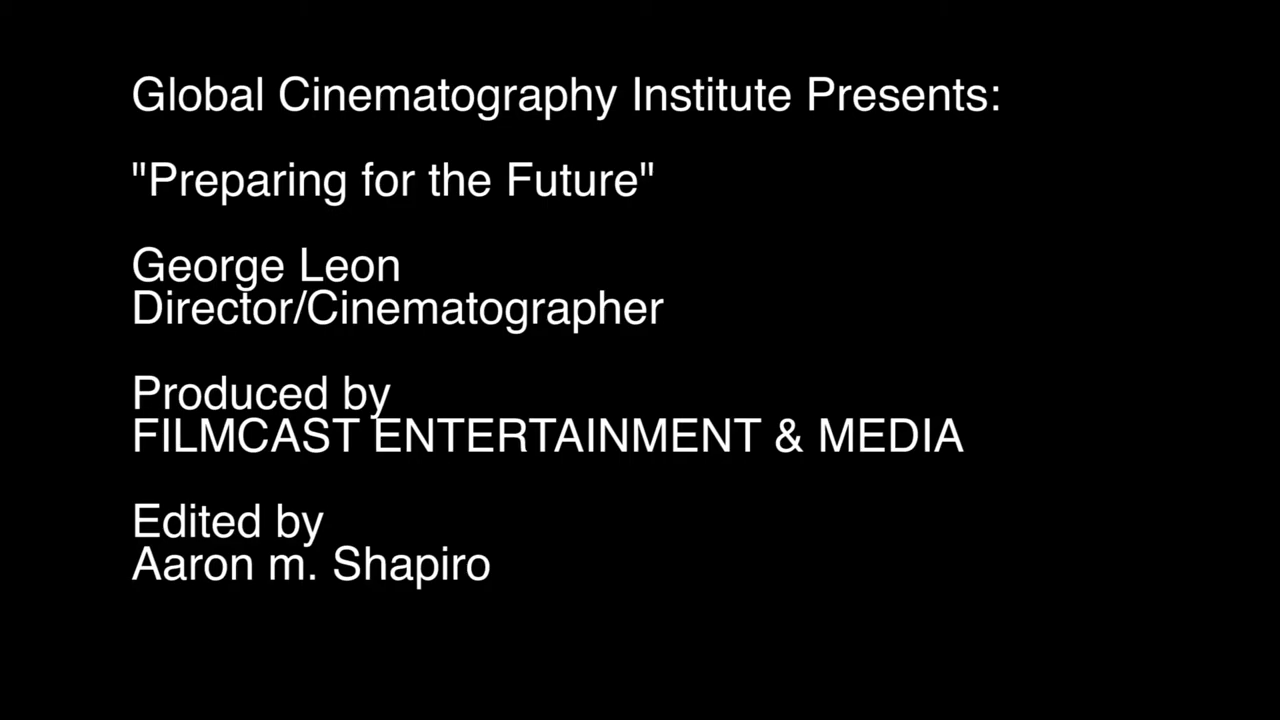 Global Cinematography Institute Presents:
"Preparing for the Future"
George Leon
Director/Cinematographer
Produced by
FILMCAST ENTERTAINMENT & MEDIA
Edited by
Aaron m. Shapiro